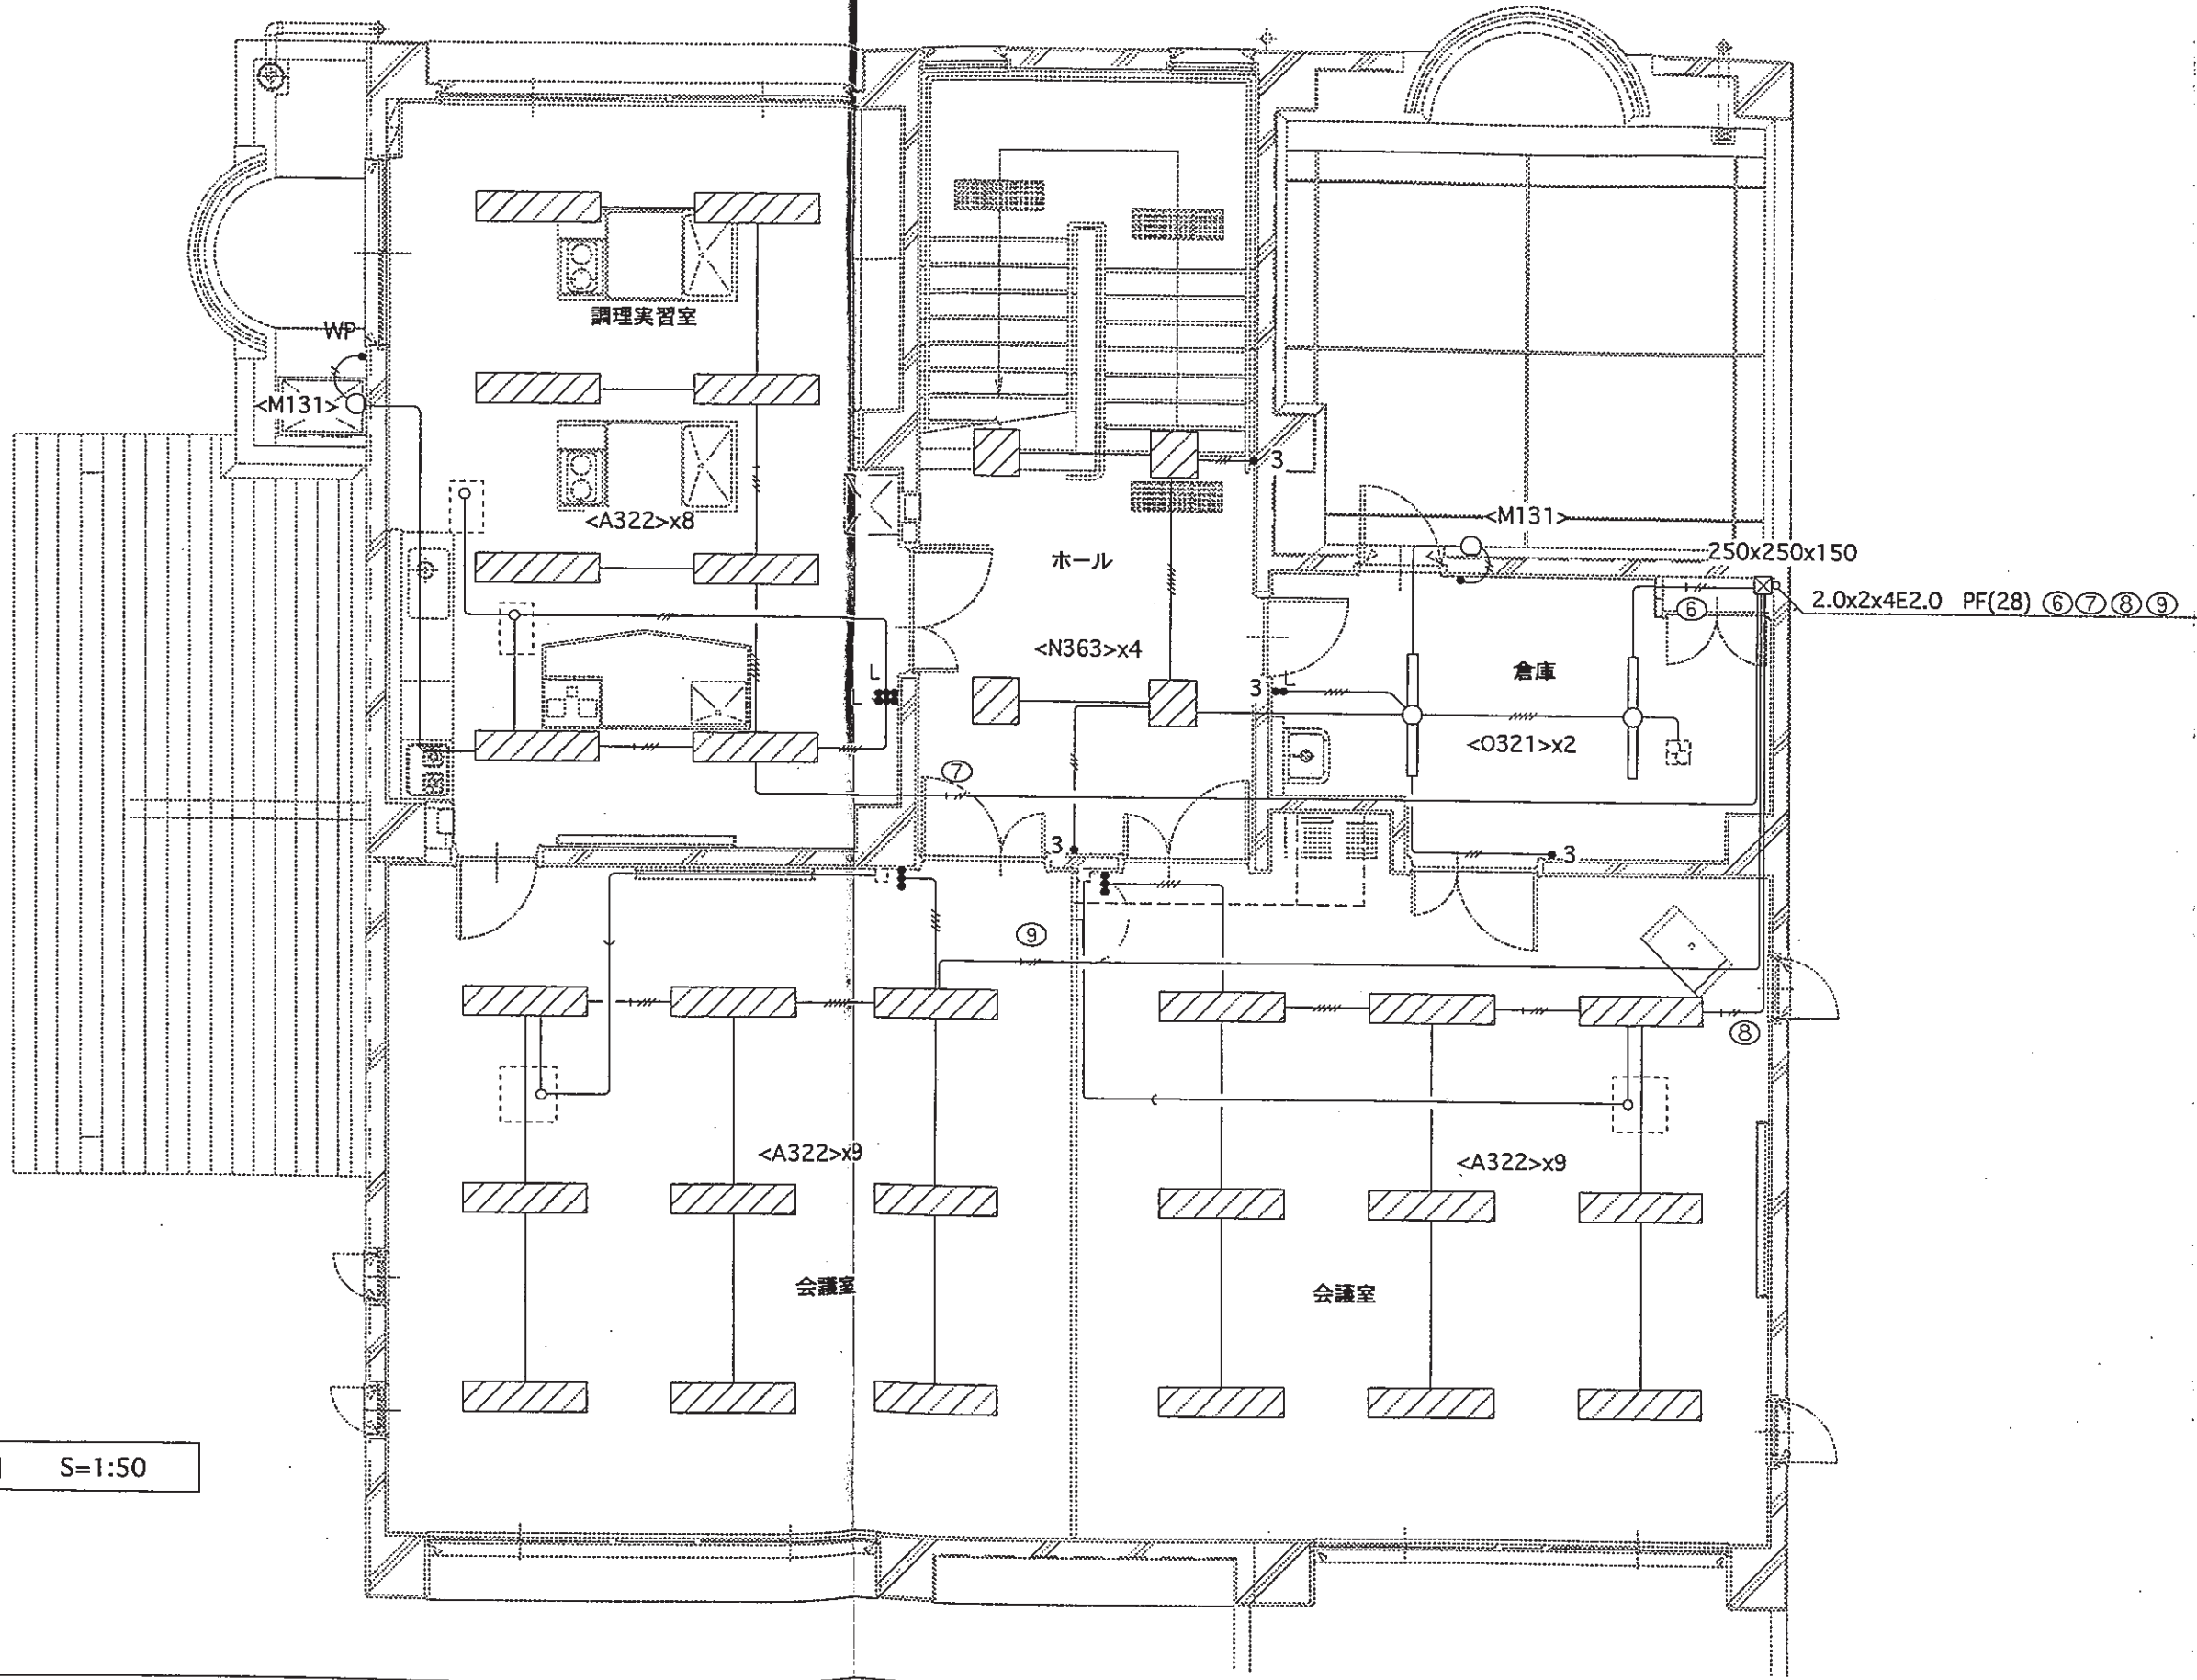 調理実習室
WP
<M131>
3
<A322>x8
<M131>
ホール
250x250x150
2.0x2x4E2.0 PF(28) ⑥⑦⑧⑨
⑥
<N363>x4
倉庫
L
L
3
L
<O321>x2
⑦
3
3
⑨
⑧
<A322>x9
<A322>x9
会議室
会議室
S=1:50